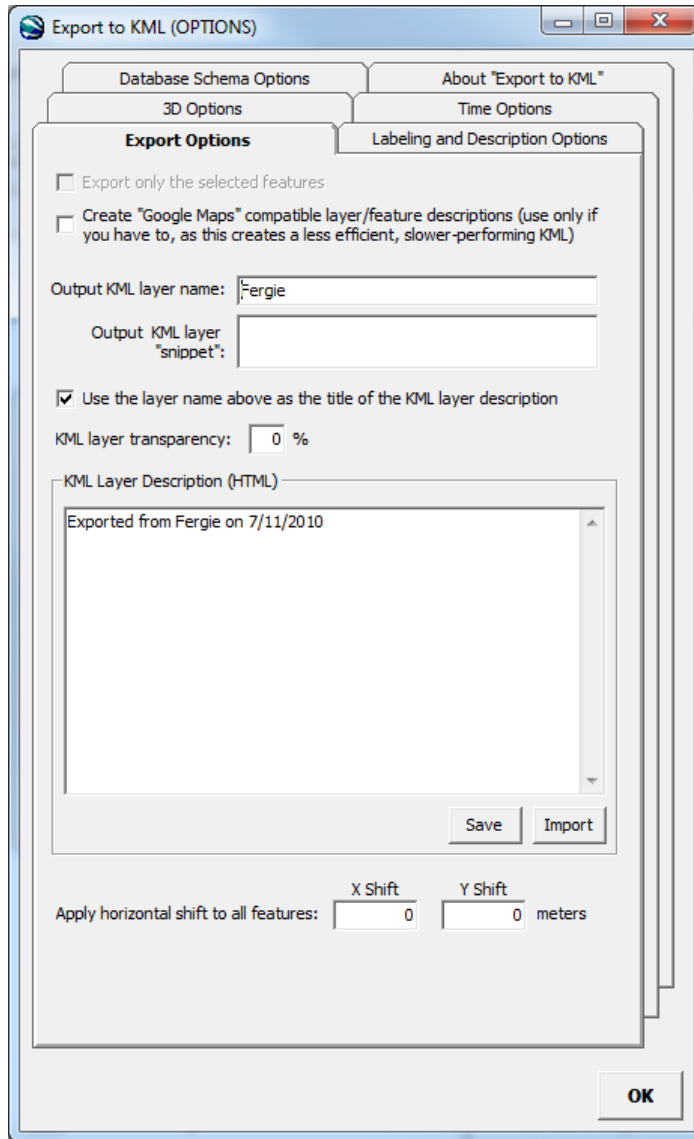 Export to KML (OPTIONS)
Database Schema Options
About "Export to KML"
3D Options
Time Options
Export Options
Labeling and Description Options
Export only the selected features
Create "Google Maps" compatible layer/feature descriptions (use only if
you have to, as this creates a less efficient, slower-performing KML)
Output KML layer name:
Fergie
Output KML layer
"snippet":
Use the layer name above as the title of the KML layer description
KML layer transparency:
0 %
KML Layer Description (HTML)
Exported from Fergie on 7/11/2010
Save
Import
X Shift
Y Shift
Apply horizontal shift to all features:
0
0
meters
OK